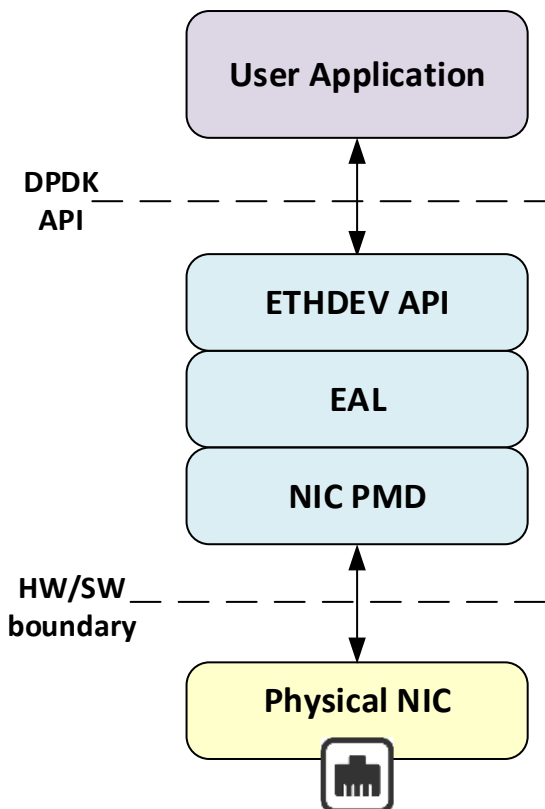 User Application
DPDK
API
ETHDEV API
EAL
NIC PMD
HW/SW
boundary
Physical NIC